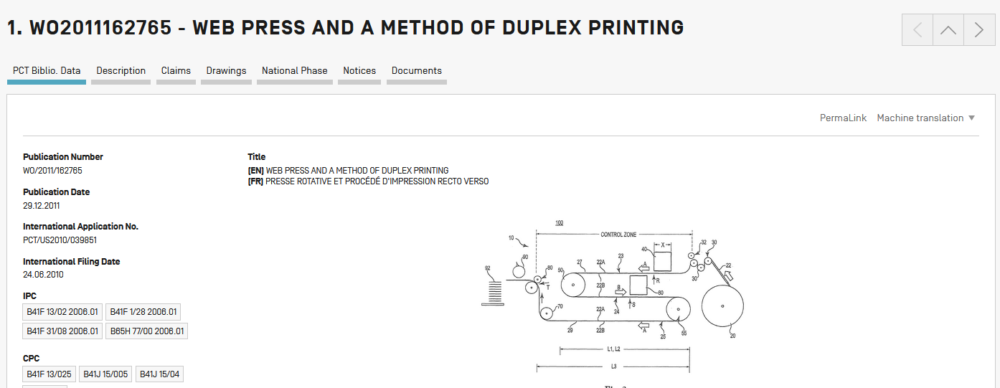 1. WO2011162765 - WEB PRESS AND A METHOD OF DUPLEX PRINTING
PCT Biblio. Data Description Claims Drawings National Phase Notices Documents
PermaLink Machine translation
Publication Number
WO/2011/162765
Publication Date
29.12.2011
International Application No.
PCT/US2010/039851
International Filing Date
24.06.2010
IPC
B41F 13/02 2006.01 B41F 1/28 2006.01
B41F 31/08 2006.01 B65H 77/00 2006.01
CPC
B41F 13/025 B41J 15/005 B41J 15/04
Title
[EN] WEB PRESS AND A METHOD OF DUPLEX PRINTING
[FR] PRESSE ROTATIVE ET PROCÉDÉ D'IMPRESSION RECTO VERSO
100
CONTROL ZONE
10 40 X 32 30
90 27 22A 23 A 22
92 80 50 R 30
T 22B B 60
S
70 22A 24
29 22B A 25 55 20
L1, L2
L3